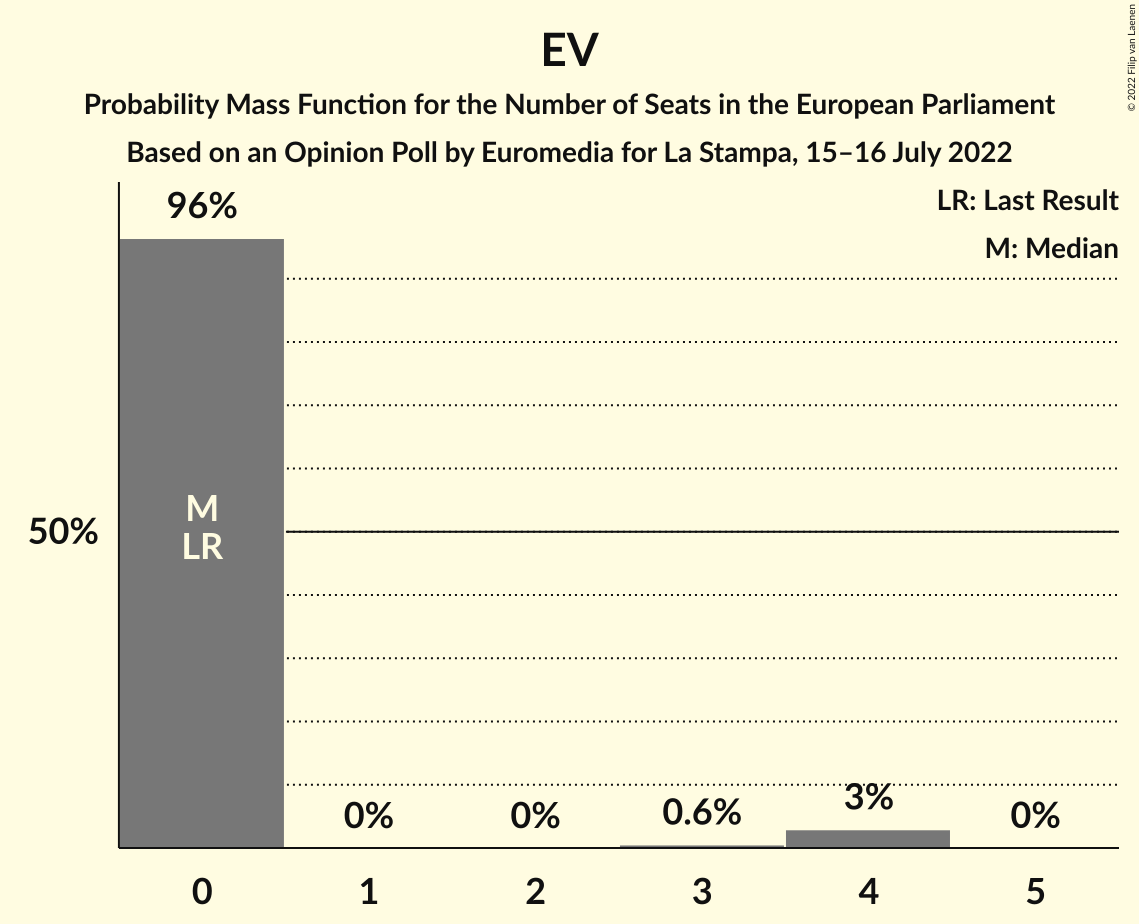 EV
Probability Mass Function for the Number of Seats in the European Parliament
Based on an Opinion Poll by Euromedia for La Stampa, 15–16 July 2022
© 2022 Filip van Laenen
LR: Last Result
M: Median
96%
M
LR
50%
0%
0%
0.6%
3%
0%
0
1
2
3
4
5